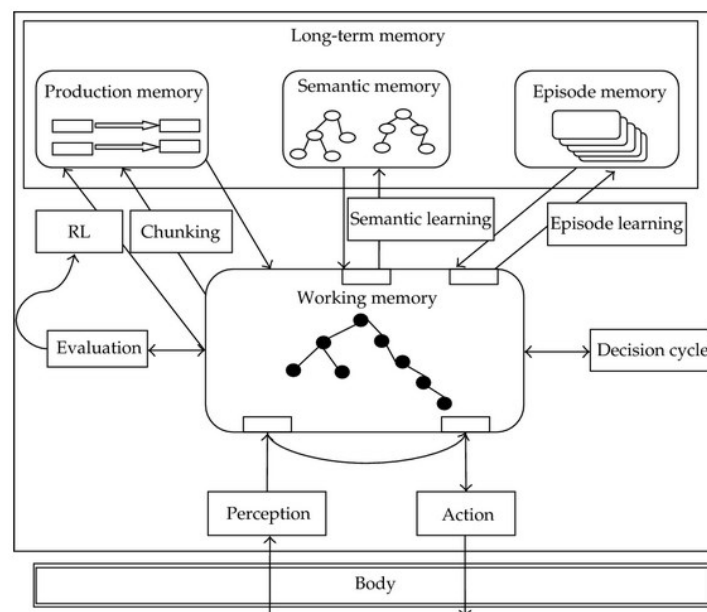 Long-term memory
Production memory
Semantic memory
Episode memory
RL
Chunking
Semantic learning
Episode learning
Working memory
Evaluation
Decision cycle
Perception
Action
Body